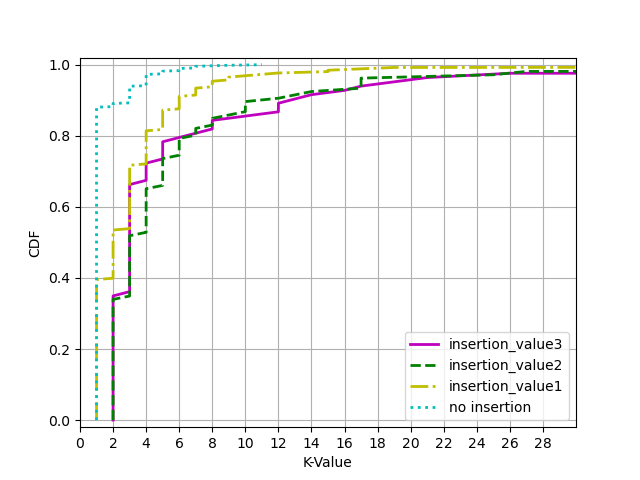 1.0
0.8
0.6
0.4
0.2
0.0
CDF
0 2 4 6 8 10 12 14 16 18 20 22 24 26 28
K-Value
insertion_value3
insertion_value2
insertion_value1
no insertion